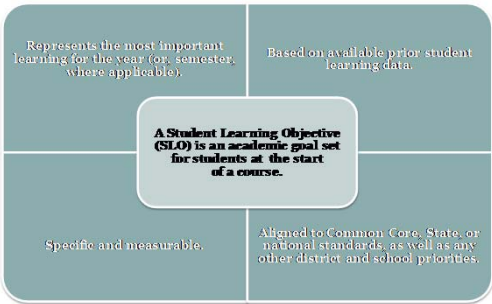 Represents the most important
learning for the year (or, semester,
where applicable).
Based on available prior student
learning data.
A Student Learning Objective
(SLO) is an academic goal set
for students at the start
of a course.
Specific and measurable.
Aligned to Common Core, State, or
national standards, as well as any
other district and school priorities.